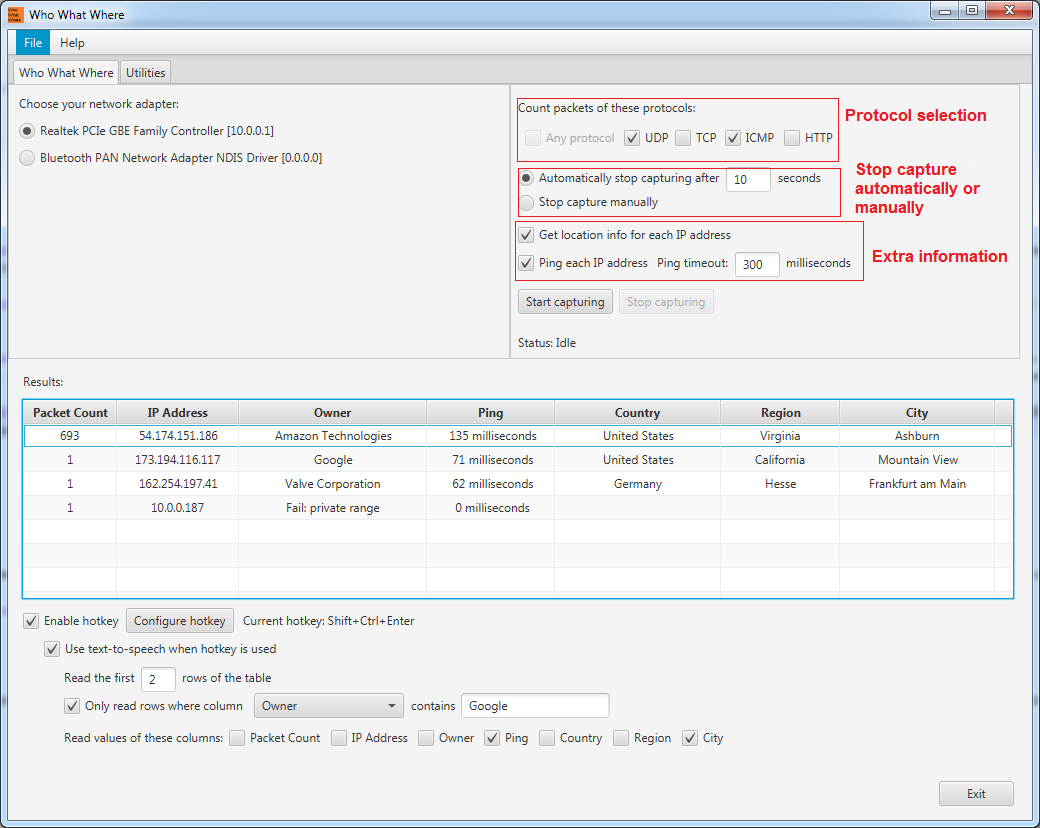 Who What Where
File Help
Who What Where Utilities
Choose your network adapter:
Realtek PCIe GBE Family Controller [10.0.0.1]
Bluetooth PAN Network Adapter NDIS Driver [0.0.0.0]
Count packets of these protocols:
Any protocol UDP TCP ICMP HTTP
Protocol selection
Automatically stop capturing after 10 seconds
Stop capture manually
Stop capture
automatically or
manually
Get location info for each IP address
Ping each IP address Ping timeout: 300 milliseconds
Extra information
Start capturing Stop capturing
Status: Idle
Results:
Packet Count IP Address Owner Ping Country Region City
693 54.174.151.186 Amazon Technologies 135 milliseconds United States Virginia Ashburn
1 173.194.116.117 Google 71 milliseconds United States California Mountain View
1 162.254.197.41 Valve Corporation 62 milliseconds Germany Hesse Frankfurt am Main
1 10.0.0.187 Fail: private range 0 milliseconds
Enable hotkey Configure hotkey Current hotkey: Shift+Ctrl+Enter
Use text-to-speech when hotkey is used
Read the first 2 rows of the table
Only read rows where column Owner contains Google
Read values of these columns: Packet Count IP Address Owner Ping Country Region City
Exit